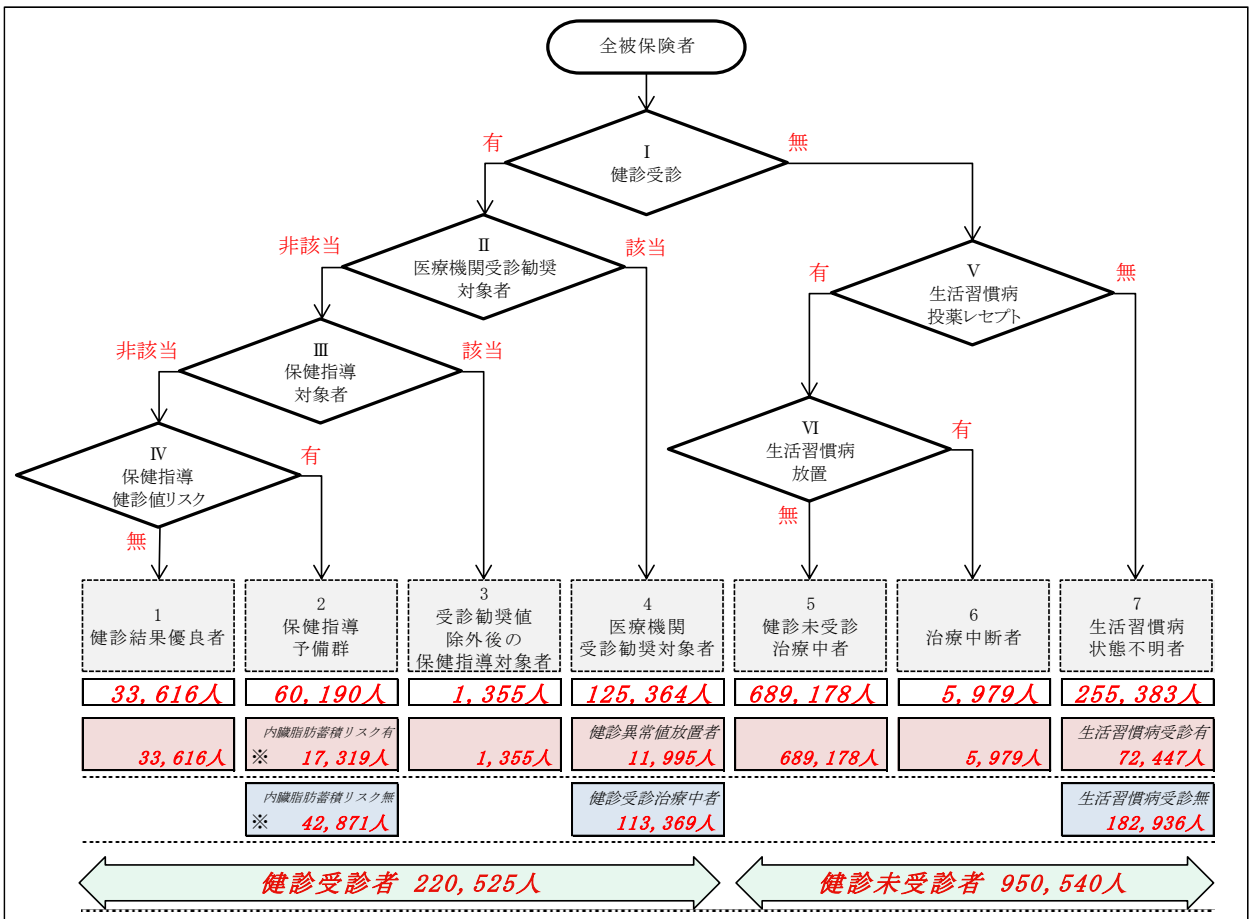 全被保険者
Ⅰ
健診受診
有
無
Ⅱ
医療機関受診勧奨
対象者
非該当
該当
Ⅴ
生活習慣病
投薬レセプト
有
無
Ⅲ
保健指導
対象者
非該当
該当
Ⅵ
生活習慣病
放置
有
無
Ⅳ
保健指導
健診値リスク
有
無
1
健診結果優良者
2
保健指導
予備群
3
受診勧奨値
除外後の
保健指導対象者
4
医療機関
受診勧奨対象者
5
健診未受診
治療中者
6
治療中断者
7
生活習慣病
状態不明者
33,616人
60,190人
1,355人
125,364人
689,178人
5,979人
255,383人
33,616人
内臓脂肪蓄積リスク有
※ 17,319人
1,355人
健診異常値放置者
11,995人
689,178人
5,979人
生活習慣病受診有
72,447人
内臓脂肪蓄積リスク無
※ 42,871人
健診受診治療中者
113,369人
生活習慣病受診無
182,936人
健診受診者 220,525人
健診未受診者 950,540人